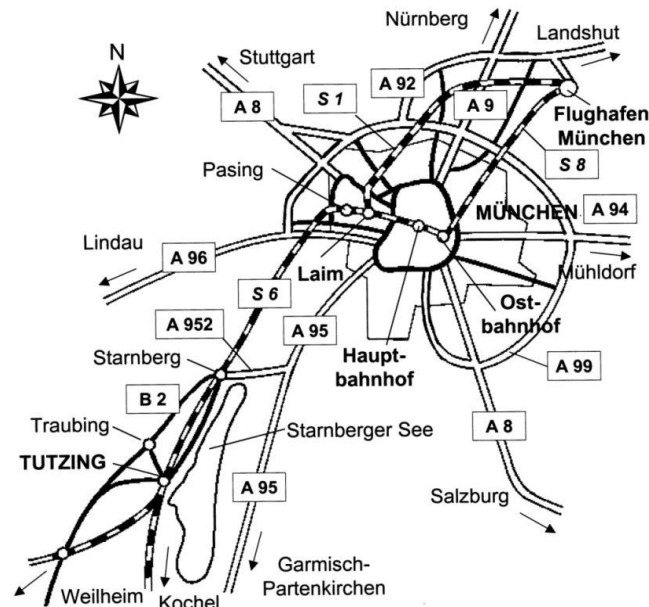 Nürnberg
Landshut
N
Stuttgart
A 92
S 1
A 9
A 8
Flughafen
München
S 8
Pasing
MÜNCHEN
A 94
Lindau
A 96
Laim
Mühldorf
S 6
Ost-
bahnhof
A 952
A 95
Haupt-
bahnhof
Starnberg
A 99
B 2
Traubing
Starnberger See
A 8
TUTZING
A 95
Salzburg
Garmisch-
Partenkirchen
Weilheim
Kochel